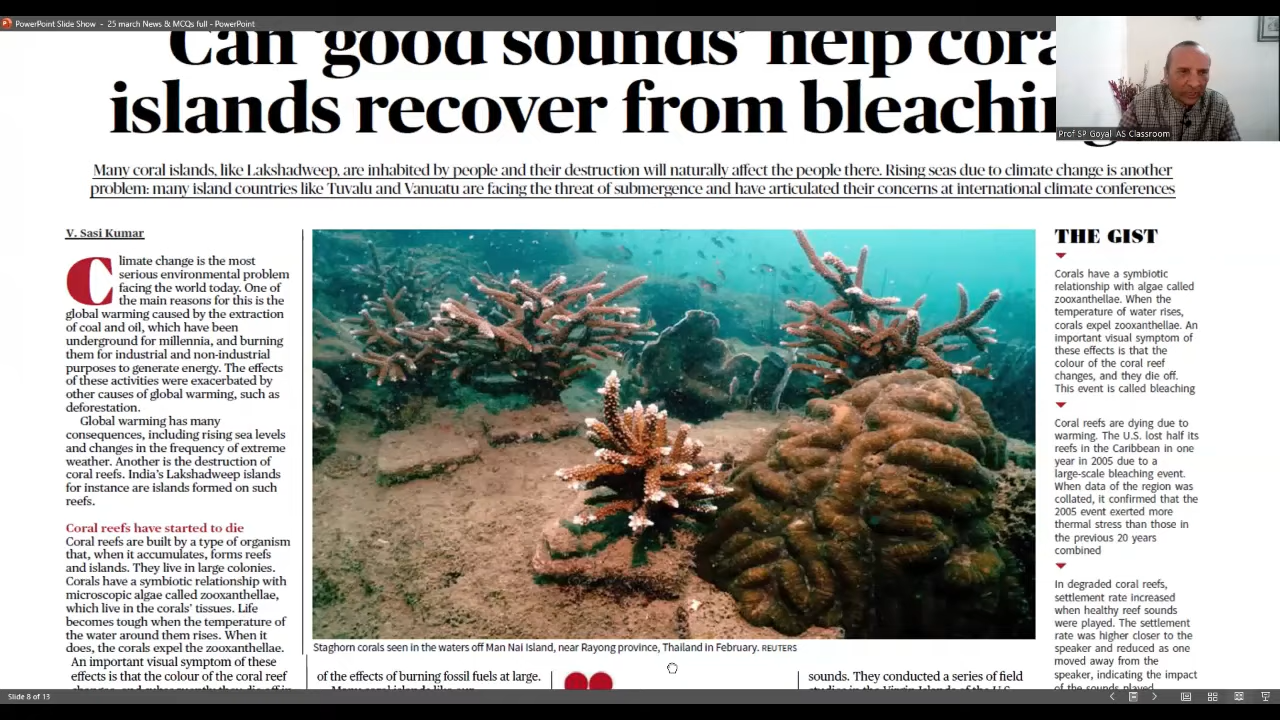 PowerPoint Slide Show - 25 march News & MCQs full - PowerPoint
Can 'good sounds' help
islands recover from
Prof SP Goyal AS Classroom
Many coral islands, like Lakshadweep, are inhabited by people and their destruction will naturally affect the people there. Rising seas due to climate change is another
problem: many island countries like Tuvalu and Vanuatu are facing the threat of submergence and have articulated their concerns at international climate conferences
V. Sasi Kumar
Climate change is the most
serious environmental problem
facing the world today. One of
the main reasons for this is the
global warming caused by the extraction
of coal and oil, which have been
underground for millennia, and burning
them for industrial and non-industrial
purposes to generate energy. The effects
of these activities were exacerbated by
other causes of global warming, such as
deforestation.
Global warming has many
consequences, including rising sea levels
and changes in the frequency of extreme
weather. Another is the destruction of
coral reefs. India's Lakshadweep islands
for instance are islands formed on such
reefs.
Coral reefs have started to die
Coral reefs are built by a type of organism
that, when it accumulates, forms reefs
and islands. They live in large colonies.
Corals have a symbiotic relationship with
microscopic algae called zooxanthellae,
which live in the corals' tissues. Life
becomes tough when the temperature of
the water around them rises. When it
does, the corals expel the zooxanthellae.
An important visual symptom of these
effects is that the colour of the coral reef
Staghorn corals seen in the waters off Man Nai Island, near Rayong province, Thailand in February. REUTERS
of the effects of burning fossil fuels at large.
Many coral islands like
sounds. They conducted a series of field
studies in the Virgin Islands of the U.S.
THE GIST
Corals have a symbiotic
relationship with algae called
zooxanthellae. When the
temperature of water rises,
corals expel zooxanthellae. An
important visual symptom of
these effects is that the
colour of the coral reef
changes, and they die off.
This event is called bleaching
Coral reefs are dying due to
warming. The U.S. lost half its
reefs in the Caribbean in one
year in 2005 due to a
large-scale bleaching event.
When data of the region was
collated, it confirmed that the
2005 event exerted more
thermal stress than those in
the previous 20 years
combined
In degraded coral reefs,
settlement rate increased
when healthy reef sounds
were played. The settlement
rate was higher closer to the
speaker and reduced as one
moved away from the
speaker, indicating the impact
of the sounds played
Slide 8 of 13